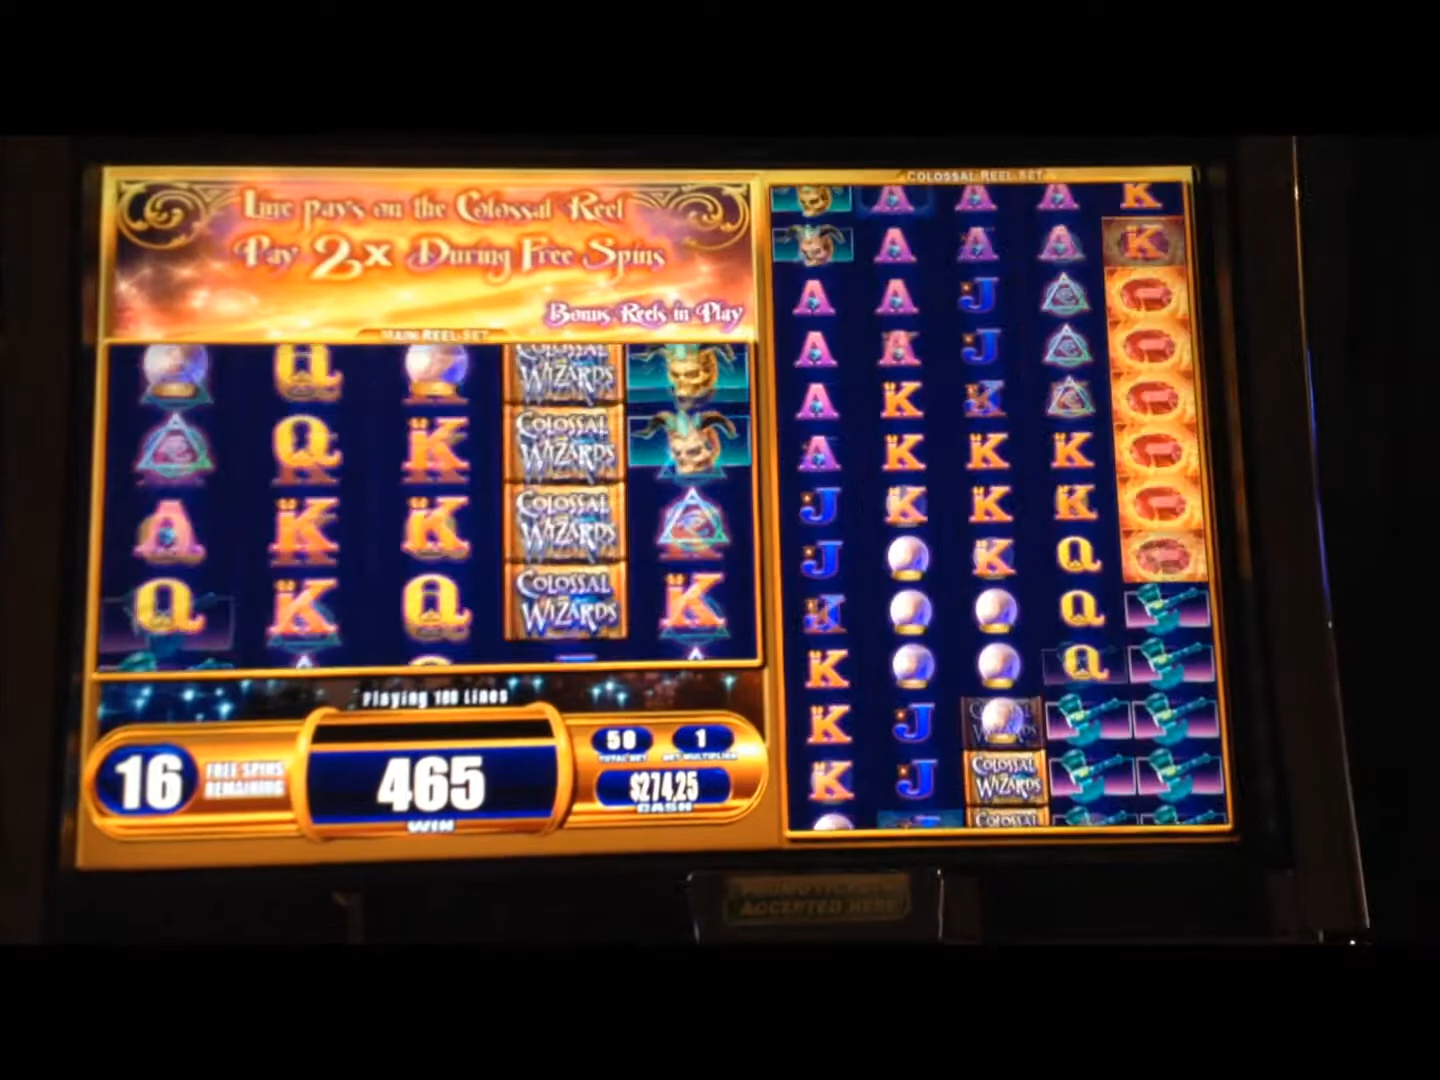 Line pays on the Colossal Reel
Pay 2x During Free Spins
Bonus Reels in Play
MAIN REEL SET
COLOSSAL REEL SET
A A A K
A A A K
A A J
A A J
A K K
A K K K
J K K K
J K Q
K Q
K Q
K J
COLOSSAL WIZARDS
K J
COLOSSAL
Q
COLOSSAL
WIZARDS
Q K
COLOSSAL
WIZARDS
A K K
COLOSSAL
WIZARDS
Q K Q
COLOSSAL
WIZARDS
K
Playing 100 Lines
16
FREE SPINS
REMAINING
465
WIN
50
TOTAL BET
1
BET MULTIPLIER
$274.25
CASH
ACCEPTED HERE